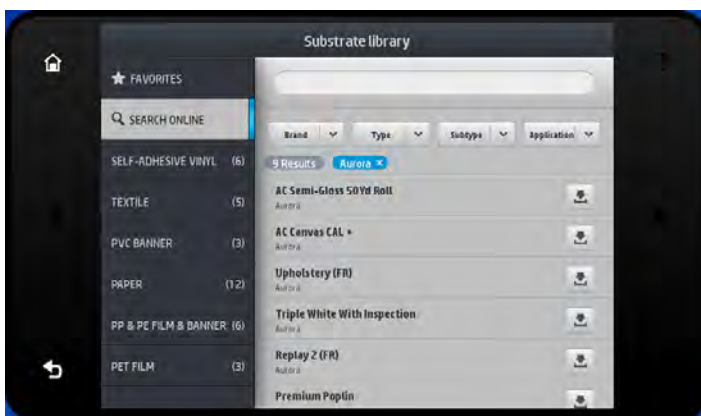 Substrate library
FAVORITES
SEARCH ONLINE
SELF-ADHESIVE VINYL (6)
TEXTILE (5)
PVC BANNER (3)
PAPER (12)
PP & PE FILM & BANNER (6)
PET FILM (3)
Brand Type Subtype Application
9 Results Aurora ×
AC Semi-Gloss 50Yd Roll
Aurora
AC Canvas CAL +
Aurora
Upholstery (FR)
Aurora
Triple White With Inspection
Aurora
Replay 2 (FR)
Aurora
Premium Poplin